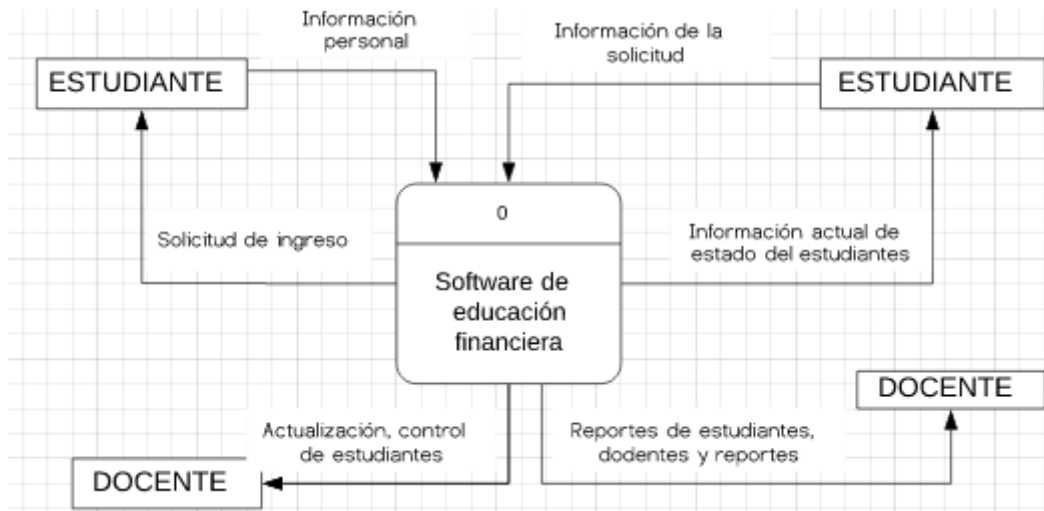 Información
personal
Información de la
solicitud
ESTUDIANTE
ESTUDIANTE
0
Solicitud de ingreso
Información actual de
estado del estudiantes
Software de
educación
financiera
DOCENTE
Actualización, control
de estudiantes
Reportes de estudiantes,
dodentes y reportes
DOCENTE